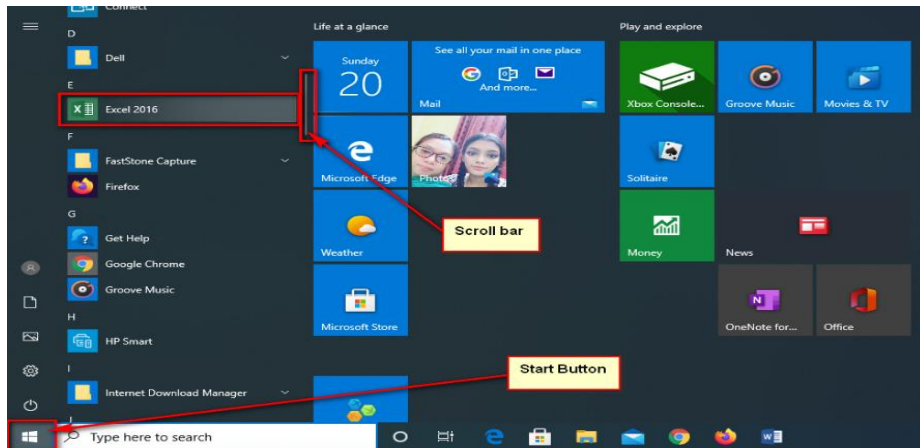 Connect
D
Dell
E
Excel 2016
F
FastStone Capture
Firefox
G
Get Help
Google Chrome
Groove Music
H
HP Smart
I
Internet Download Manager
J
Type here to search
Life at a glance
Sunday
20
See all your mail in one place
And more...
Mail
Microsoft Edge
Photos
Weather
Microsoft Store
Play and explore
Xbox Console...
Groove Music
Movies & TV
Solitaire
Money
News
OneNote for...
Office
Scroll bar
Start Button